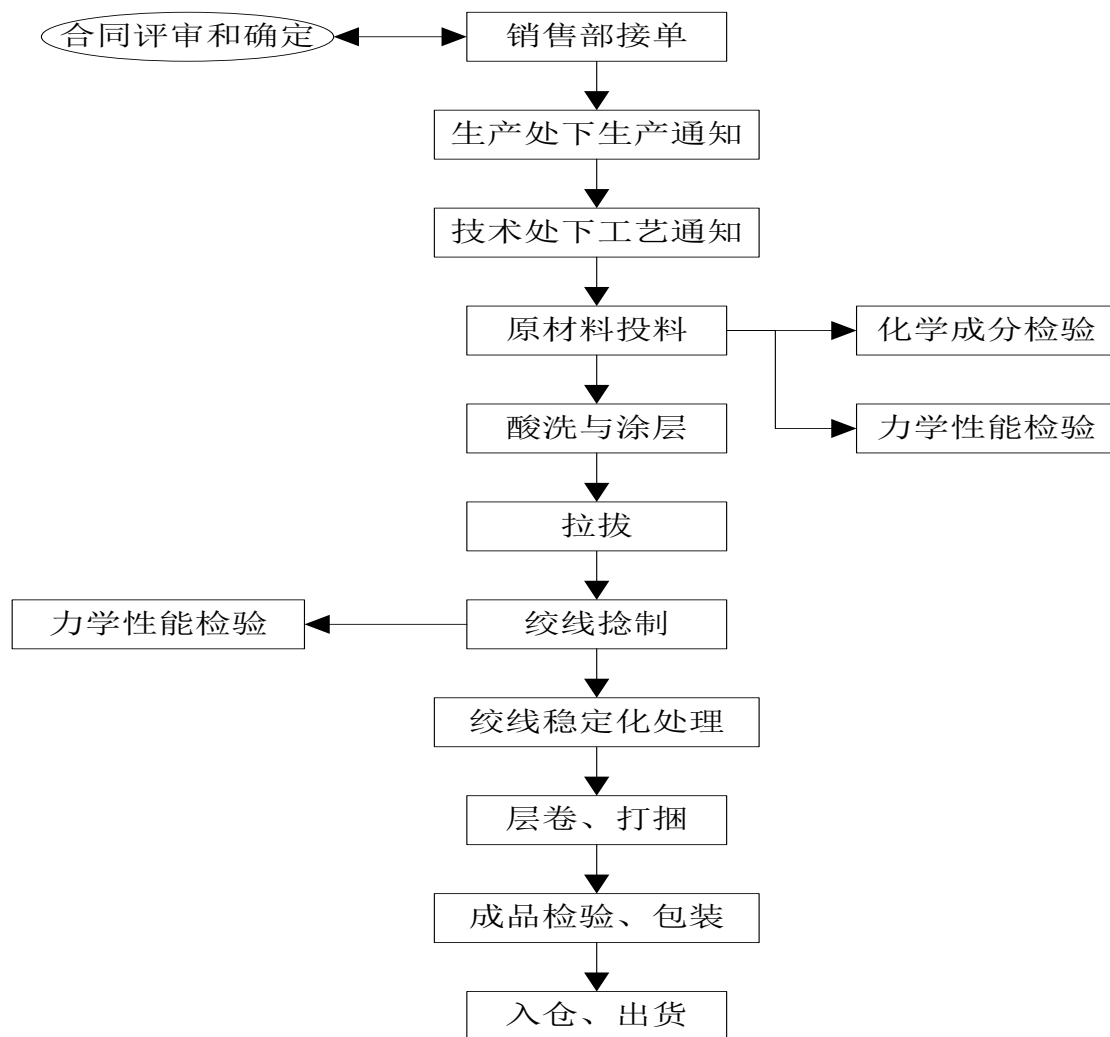 合同评审和确定
销售部接单
生产处下生产通知
技术处下工艺通知
原材料投料
化学成分检验
酸洗与涂层
力学性能检验
拉拔
力学性能检验
绞线捻制
绞线稳定化处理
层卷、打捆
成品检验、包装
入仓、出货